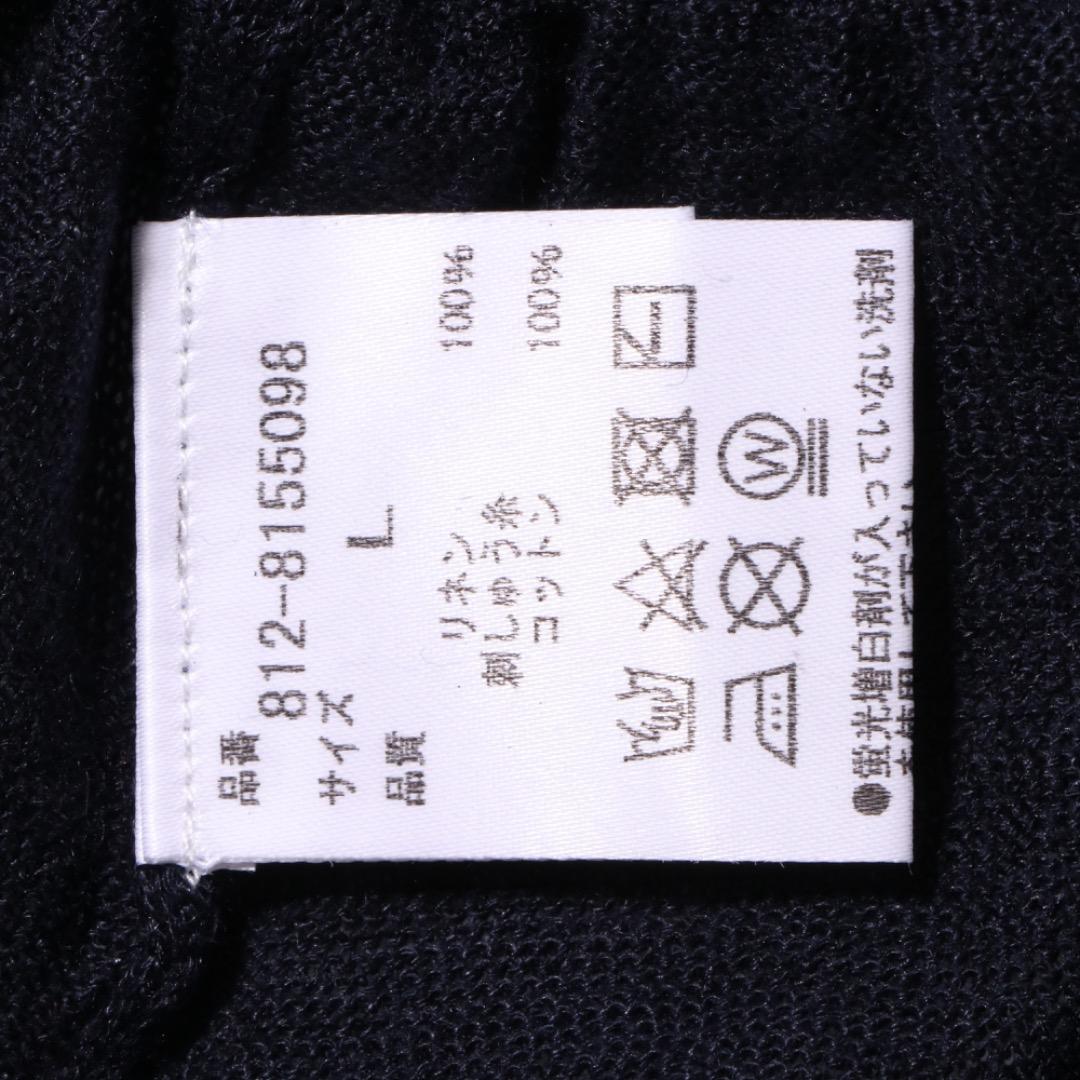 品番
812-8155098
サイズ
L
品質
リネン 100%
刺しゅう糸
コットン 100%
W
●蛍光増白剤が入っていない洗剤